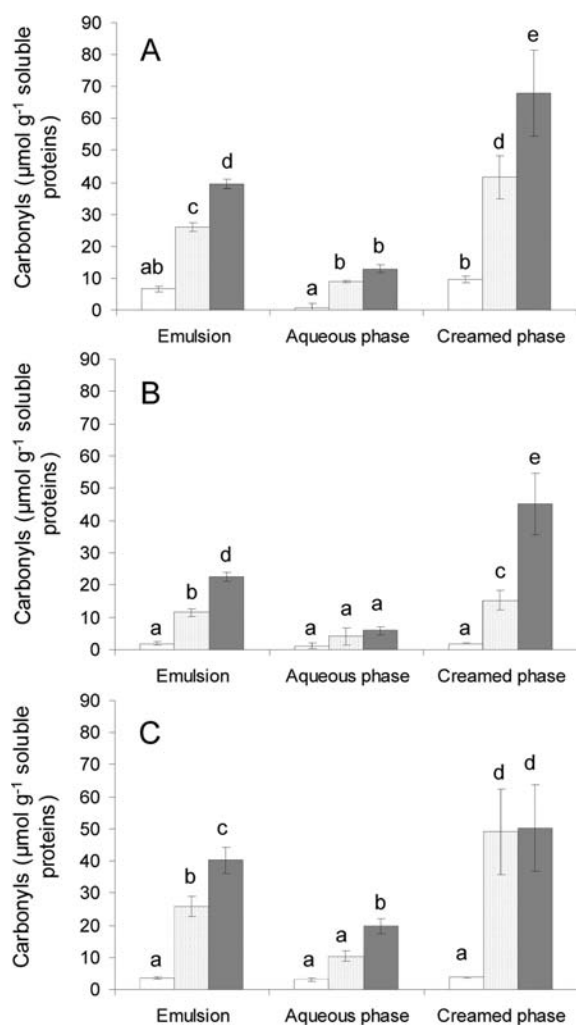 A
Carbonyls (µmol g⁻¹ soluble
proteins)
90
80
70
60
50
40
30
20
10
0
ab
c
d
a
b
b
b
d
e
Emulsion
Aqueous phase
Creamed phase
B
Carbonyls (µmol g⁻¹ soluble
proteins)
90
80
70
60
50
40
30
20
10
0
a
b
d
a
a
a
a
c
e
Emulsion
Aqueous phase
Creamed phase
C
Carbonyls (µmol g⁻¹ soluble
proteins)
90
80
70
60
50
40
30
20
10
0
a
b
c
a
a
b
a
d
d
Emulsion
Aqueous phase
Creamed phase